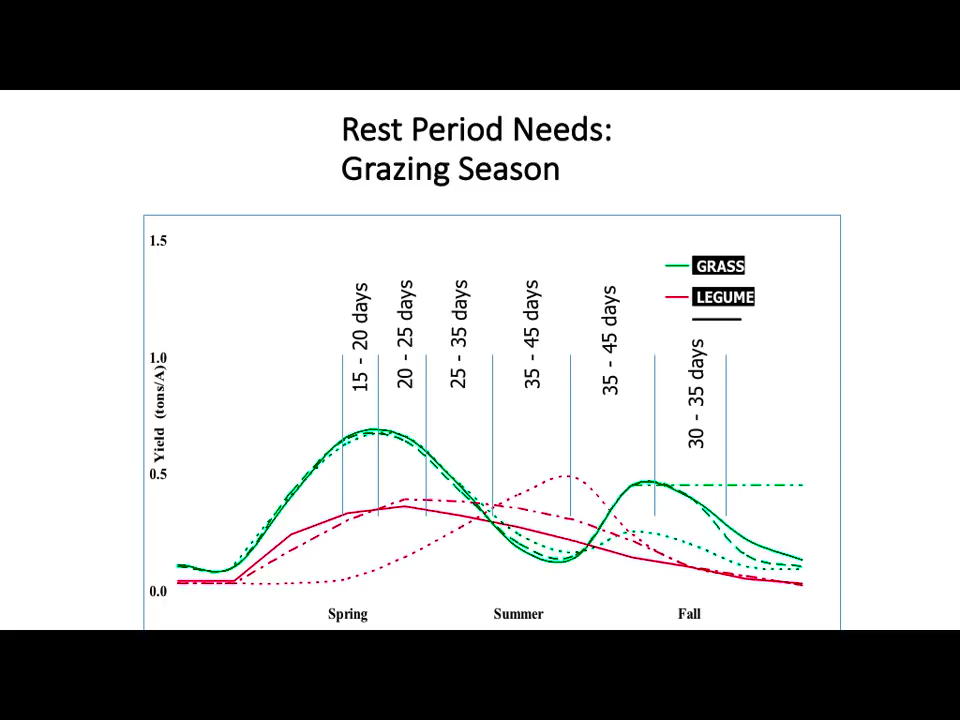 Rest Period Needs:
Grazing Season
1.5
1.0
0.5
0.0
Yield (tons/A)
15 - 20 days
20 - 25 days
25 - 35 days
35 - 45 days
35 - 45 days
30 - 35 days
GRASS
LEGUME
Spring
Summer
Fall